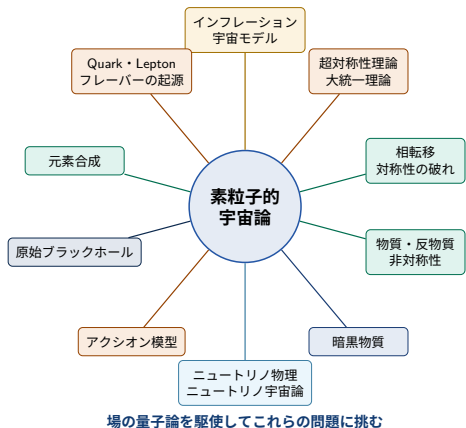 インフレーション
宇宙モデル
Quark・Lepton
フレーバーの起源
超対称性理論
大統一理論
元素合成
相転移
対称性の破れ
素粒子的
宇宙論
原始ブラックホール
物質・反物質
非対称性
アクシオン模型
暗黒物質
ニュートリノ物理
ニュートリノ宇宙論
場の量子論を駆使してこれらの問題に挑む